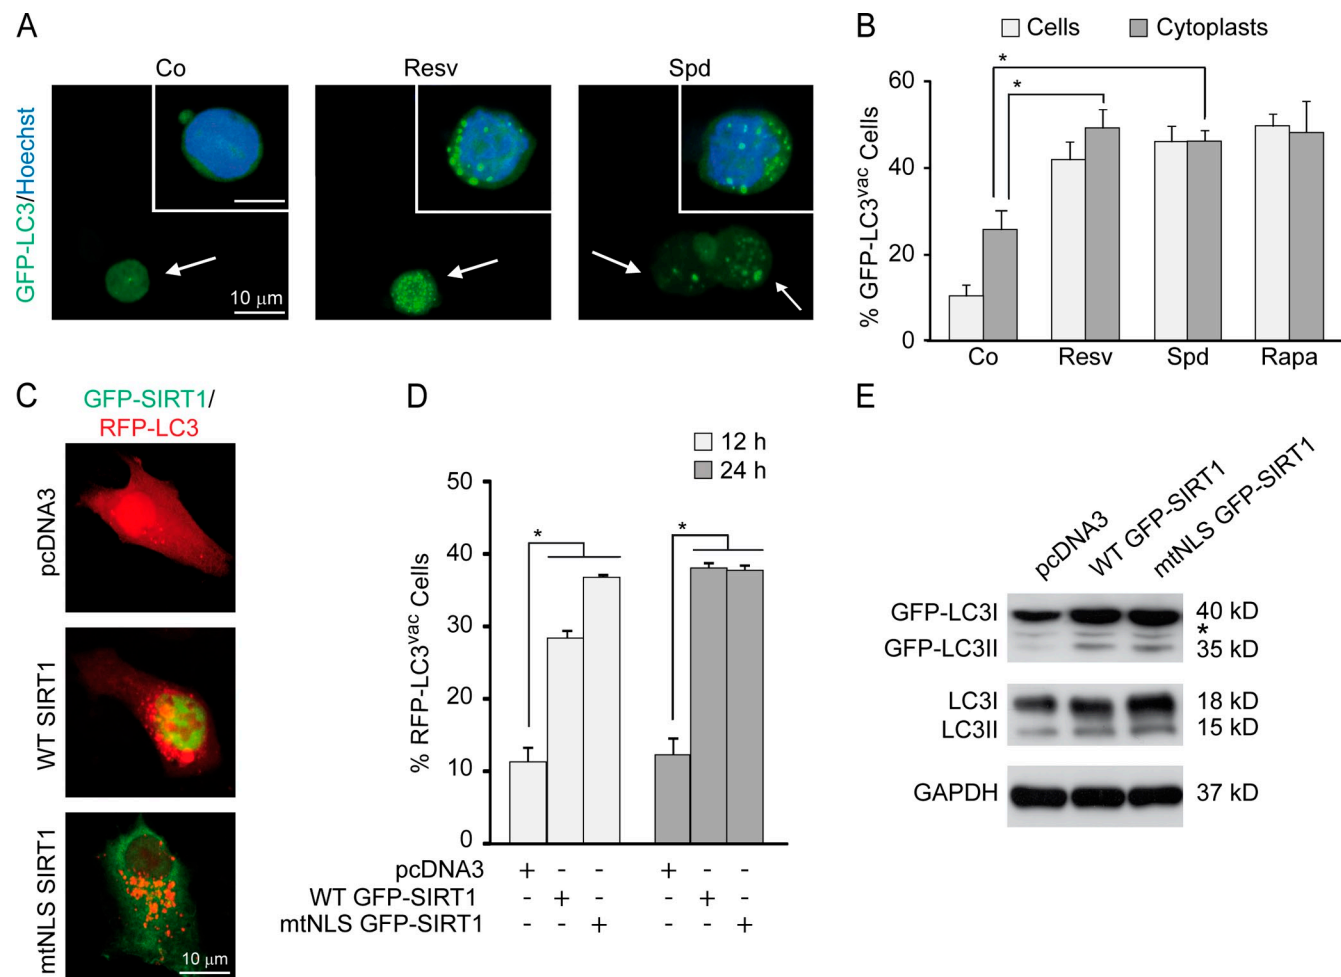 A
Co
Resv
Spd
GFP-LC3/Hoechst
10 μm
B
Cells
Cytoplasts
*
*
% GFP-LC3vac Cells
60
40
20
0
Co
Resv
Spd
Rapa
C
GFP-SIRT1/
RFP-LC3
pcDNA3
WT SIRT1
mtNLS SIRT1
10 μm
D
12 h
24 h
% RFP-LC3vac Cells
50
40
30
20
10
0
*
*
pcDNA3 + - - + - -
WT GFP-SIRT1 - + - - + -
mtNLS GFP-SIRT1 - - + - - +
E
pcDNA3
WT GFP-SIRT1
mtNLS GFP-SIRT1
GFP-LC3I 40 kD
*
GFP-LC3II 35 kD
LC3I 18 kD
LC3II 15 kD
GAPDH 37 kD